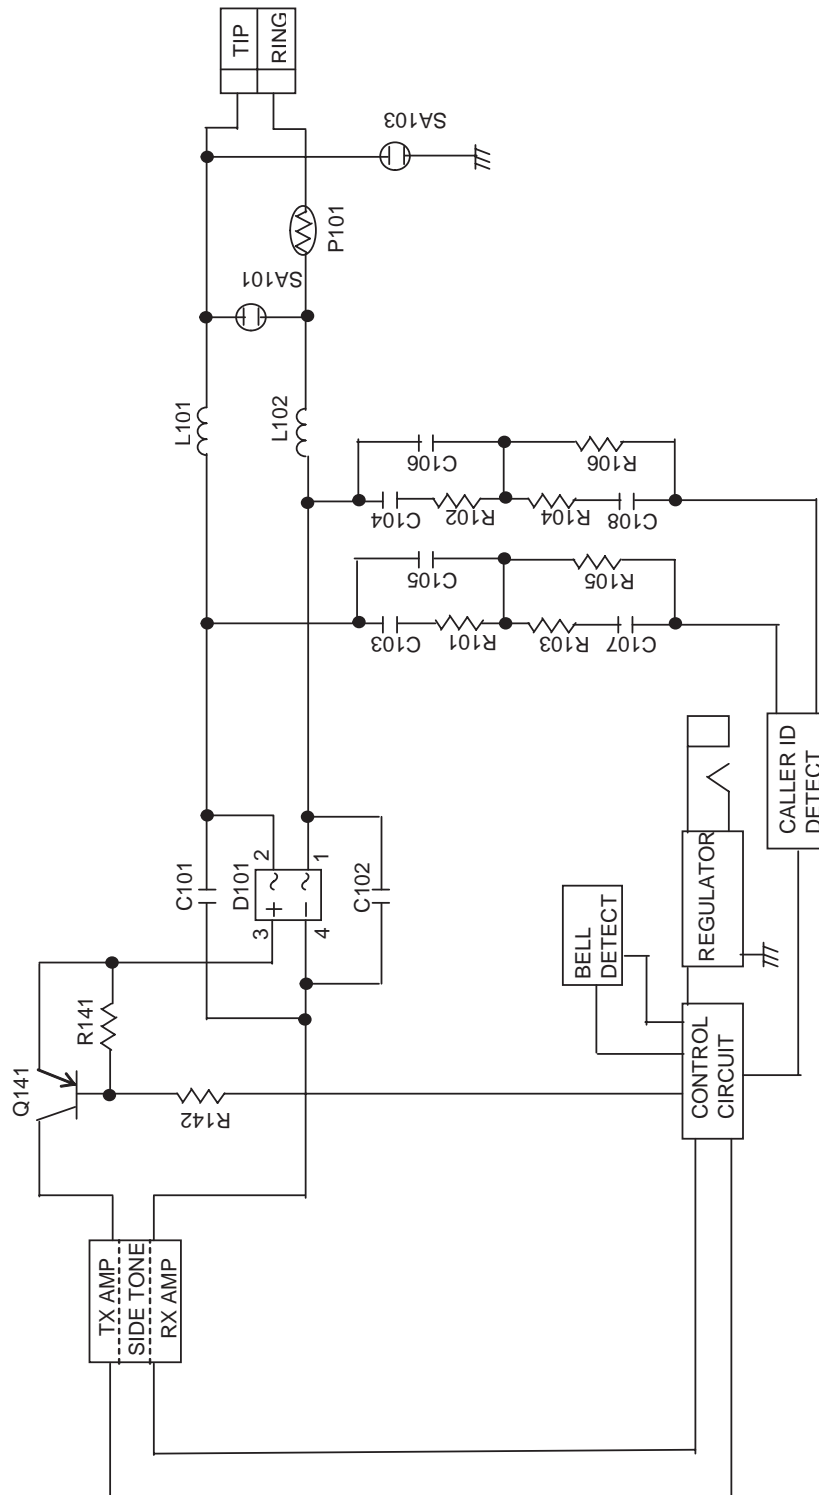 TIP
RING
SA103
P101
SA101
L101
L102
C106
R106
C104
R102
R104
C108
C105
R105
C103
R101
R103
C107
CALLER ID
DETECT
REGULATOR
BELL
DETECT
CONTROL
CIRCUIT
C101
D101
2
1
3
4
+
~
−
~
C102
R141
Q141
R142
TX AMP
SIDE TONE
RX AMP